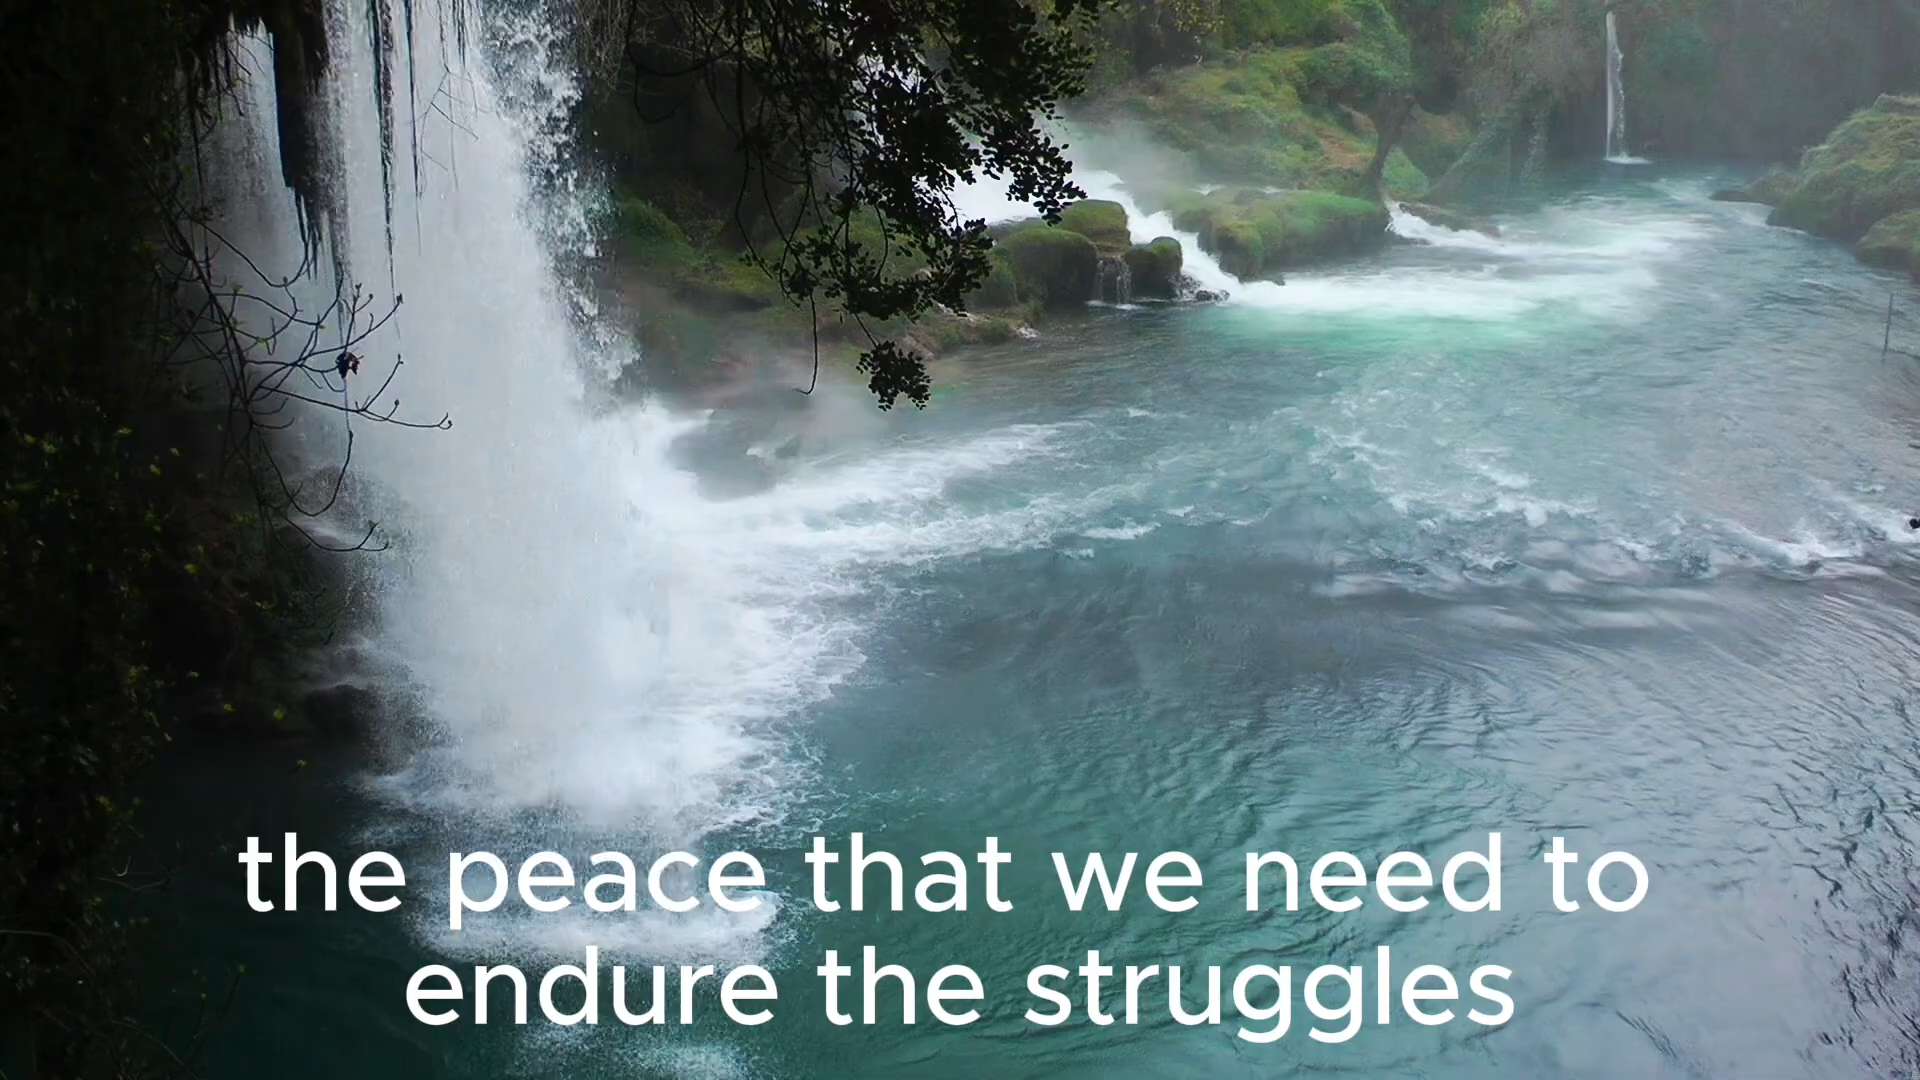 the peace that we need to
endure the struggles